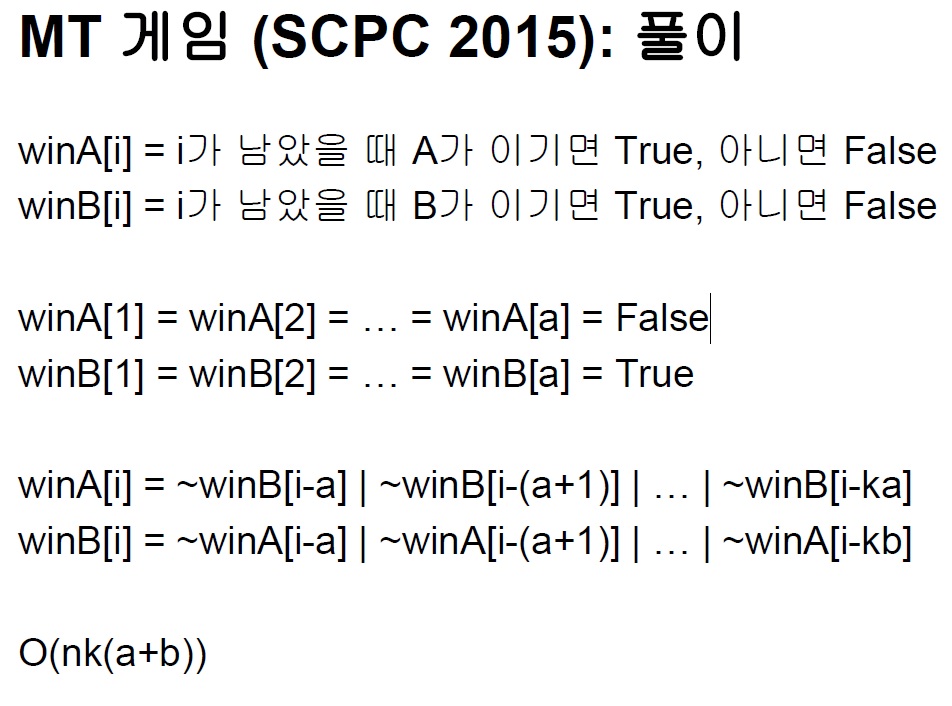 MT 게임 (SCPC 2015): 풀이
winA[i] = i가 남았을 때 A가 이기면 True, 아니면 False
winB[i] = i가 남았을 때 B가 이기면 True, 아니면 False
winA[1] = winA[2] = … = winA[a] = False
winB[1] = winB[2] = … = winB[a] = True
winA[i] = ~winB[i-a] | ~winB[i-(a+1)] | … | ~winB[i-ka]
winB[i] = ~winA[i-a] | ~winA[i-(a+1)] | … | ~winA[i-kb]
O(nk(a+b))